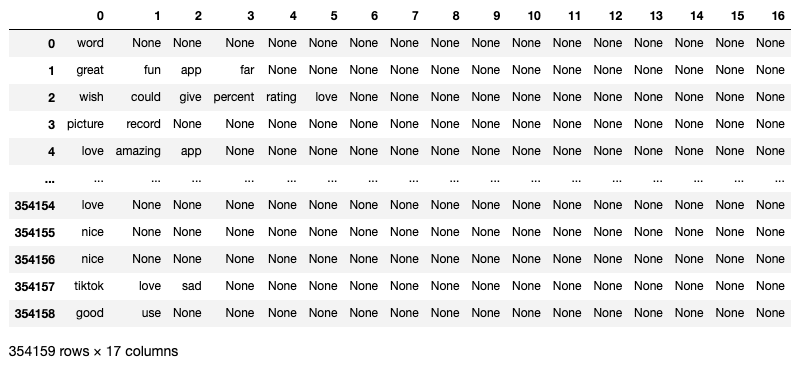 0 1 2 3 4 5 6 7 8 9 10 11 12 13 14 15 16
0 word None None None None None None None None None None None None None None None None
1 great fun app far None None None None None None None None None None None None None
2 wish could give percent rating love None None None None None None None None None None None
3 picture record None None None None None None None None None None None None None None None
4 love amazing app None None None None None None None None None None None None None None
... ... ... ... ... ... ... ... ... ... ... ... ... ... ... ... ... ...
354154 love None None None None None None None None None None None None None None None None
354155 nice None None None None None None None None None None None None None None None None
354156 nice None None None None None None None None None None None None None None None None
354157 tiktok love sad None None None None None None None None None None None None None None
354158 good use None None None None None None None None None None None None None None None
354159 rows × 17 columns